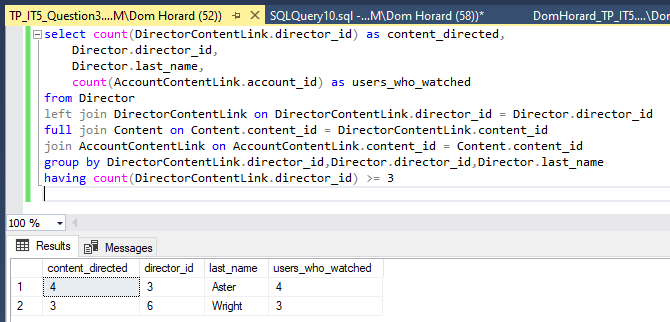 TP_IT5_Question3....M\Dom Horard (52)) SQLQuery10.sql -...M\Dom Horard (58))* DomHorard_TP_IT5....\Do
select count(DirectorContentLink.director_id) as content_directed,
Director.director_id,
Director.last_name,
count(AccountContentLink.account_id) as users_who_watched
from Director
left join DirectorContentLink on DirectorContentLink.director_id = Director.director_id
full join Content on Content.content_id = DirectorContentLink.content_id
join AccountContentLink on AccountContentLink.content_id = Content.content_id
group by DirectorContentLink.director_id,Director.director_id,Director.last_name
having count(DirectorContentLink.director_id) >= 3
100 %
Results Messages
content_directed director_id last_name users_who_watched
1 4 3 Aster 4
2 3 6 Wright 3